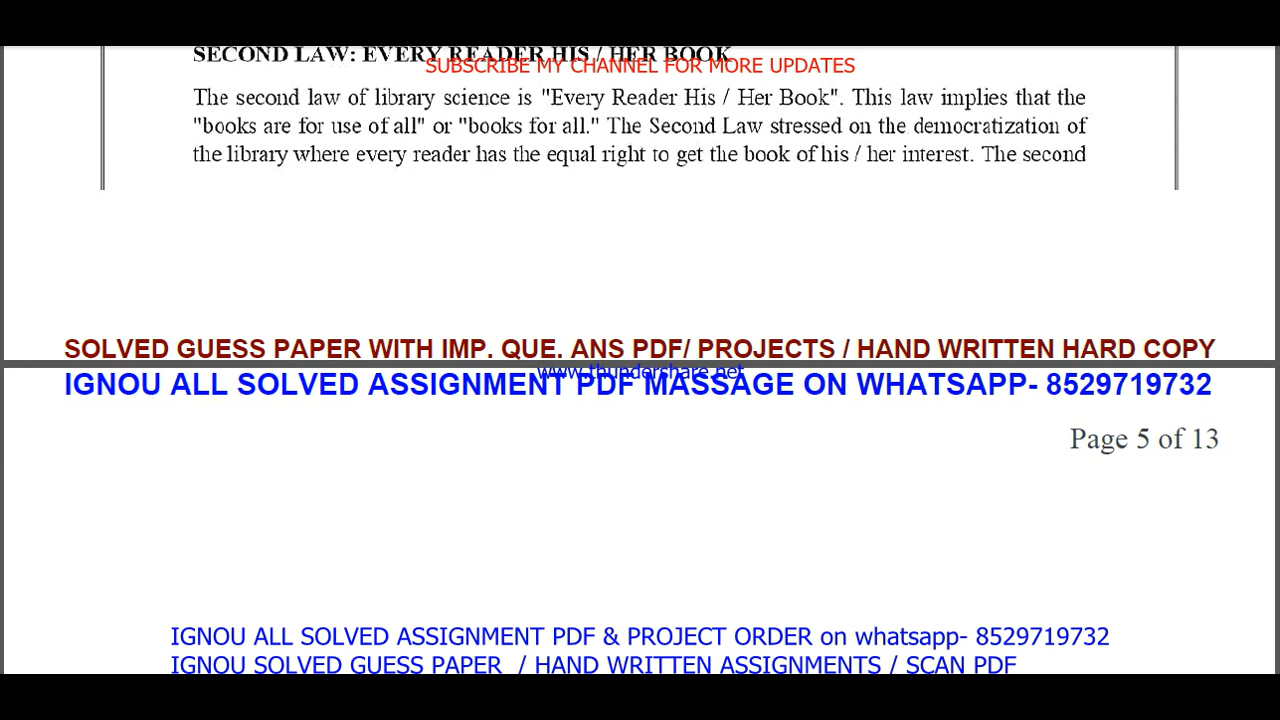 SECOND LAW: EVERY READER HIS / HER BOOK
SUBSCRIBE MY CHANNEL FOR MORE UPDATES
The second law of library science is "Every Reader His / Her Book". This law implies that the
"books are for use of all" or "books for all." The Second Law stressed on the democratization of
the library where every reader has the equal right to get the book of his / her interest. The second
SOLVED GUESS PAPER WITH IMP. QUE. ANS PDF/ PROJECTS / HAND WRITTEN HARD COPY
www.thundershare.net
IGNOU ALL SOLVED ASSIGNMENT PDF MASSAGE ON WHATSAPP- 8529719732
Page 5 of 13
IGNOU ALL SOLVED ASSIGNMENT PDF & PROJECT ORDER on whatsapp- 8529719732
IGNOU SOLVED GUESS PAPER / HAND WRITTEN ASSIGNMENTS / SCAN PDF